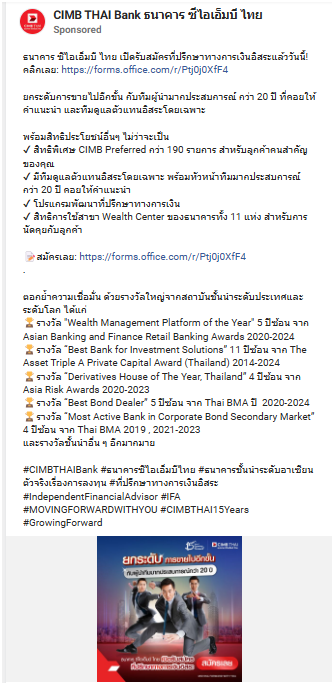 CIMB THAI Bank ธนาคาร ซีไอเอ็มบี ไทย
Sponsored
ธนาคาร ซีไอเอ็มบี ไทย เปิดรับสมัครที่ปรึกษาทางการเงินอิสระแล้ววันนี้!
คลิกเลย: https://forms.office.com/r/Ptj0j0XfF4
ยกระดับการขายไปอีกขั้น กับทีมผู้นำมากประสบการณ์ กว่า 20 ปี ที่คอยให้
คำแนะนำ และทีมดูแลตัวแทนอิสระโดยเฉพาะ
พร้อมสิทธิประโยชน์อื่นๆ ไม่ว่าจะเป็น
✓ สิทธิพิเศษ CIMB Preferred กว่า 190 รายการ สำหรับลูกค้าคนสำคัญ
ของคุณ
✓ มีทีมดูแลตัวแทนอิสระโดยเฉพาะ พร้อมหัวหน้าทีมมากประสบการณ์
กว่า 20 ปี คอยให้คำแนะนำ
✓ โปรแกรมพัฒนาที่ปรึกษาทางการเงิน
✓ สิทธิการใช้สาขา Wealth Center ของธนาคารทั้ง 11 แห่ง สำหรับการ
นัดคุยกับลูกค้า
📝สมัครเลย: https://forms.office.com/r/Ptj0j0XfF4
.
ตอกย้ำความเชื่อมั่น ด้วยรางวัลใหญ่จากสถาบันชั้นนำระดับประเทศและ
ระดับโลก ได้แก่
🏆รางวัล "Wealth Management Platform of the Year" 5 ปีซ้อน จาก
Asian Banking and Finance Retail Banking Awards 2020-2024
🏆รางวัล “Best Bank for Investment Solutions” 11 ปีซ้อน จาก The
Asset Triple A Private Capital Award (Thailand) 2014-2024
🏆รางวัล “Derivatives House of The Year, Thailand” 4 ปีซ้อน จาก
Asia Risk Awards 2020-2023
🏆รางวัล “Best Bond Dealer” 5 ปีซ้อน จาก Thai BMA ปี 2020-2024
🏆รางวัล “Most Active Bank in Corporate Bond Secondary Market”
4 ปีซ้อน จาก Thai BMA 2019 , 2021-2023
และรางวัลชั้นนำอื่น ๆ อีกมากมาย
#CIMBTHAIBank #ธนาคารซีไอเอ็มบีไทย #ธนาคารชั้นนำระดับอาเซียน
ตัวจริงเรื่องการลงทุน #ที่ปรึกษาทางการเงินอิสระ
#IndependentFinancialAdvisor #IFA
#MOVINGFORWARDWITHYOU #CIMBTHAI15Years
#GrowingForward
CIMB THAI
ยกระดับ การขายไปอีกขั้น
กับผู้นำทีมมากประสบการณ์กว่า 20 ปี
สมัครเลย